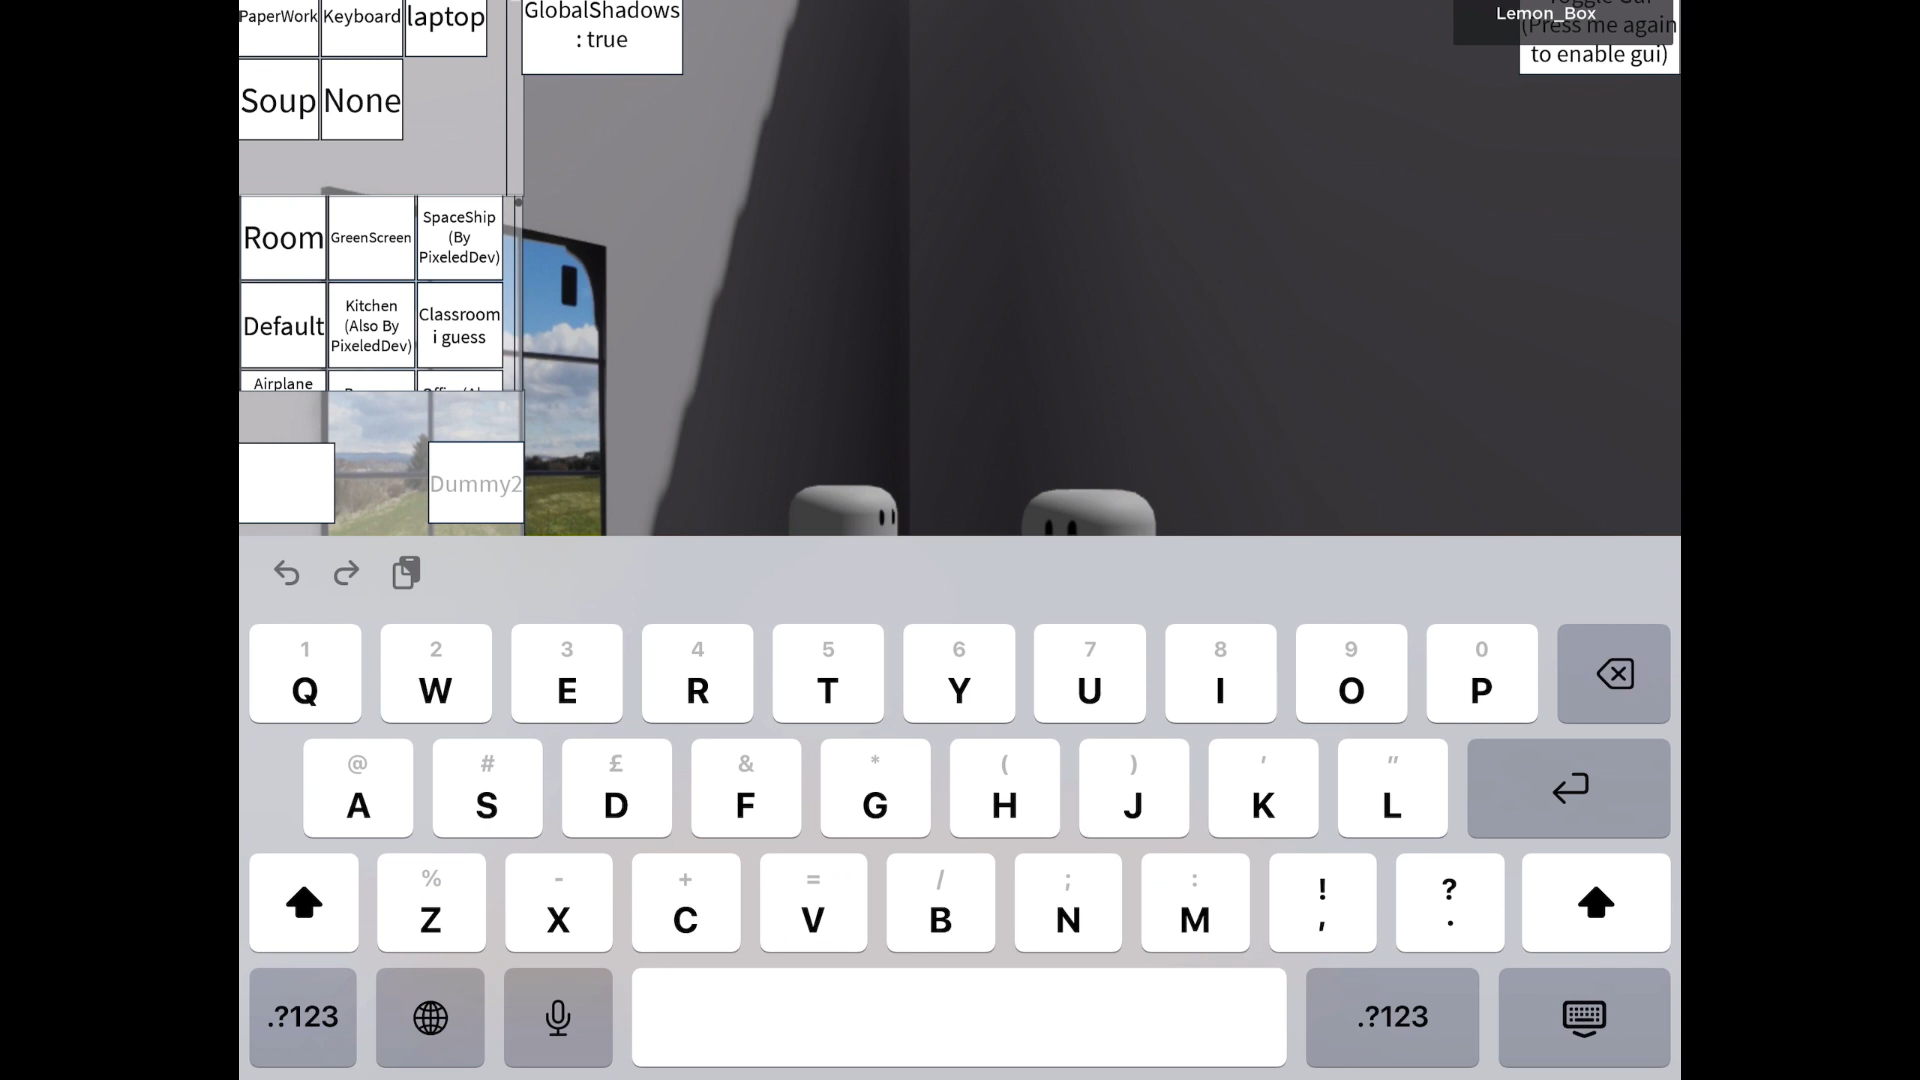 PaperWork
Keyboard
laptop
GlobalShadows
: true
Lemon_Box
Toggle Gui
(Press me again
to enable gui)
Soup
None
Room
GreenScreen
SpaceShip
(By
PixeledDev)
Default
Kitchen
(Also By
PixeledDev)
Classroom
i guess
Airplane
Dummy2
1 2 3 4 5 6 7 8 9 0
Q W E R T Y U I O P
@ # £ & * ( ) ' "
A S D F G H J K L
% - + = / ; : ! ?
Z X C V B N M , .
.?123
.?123